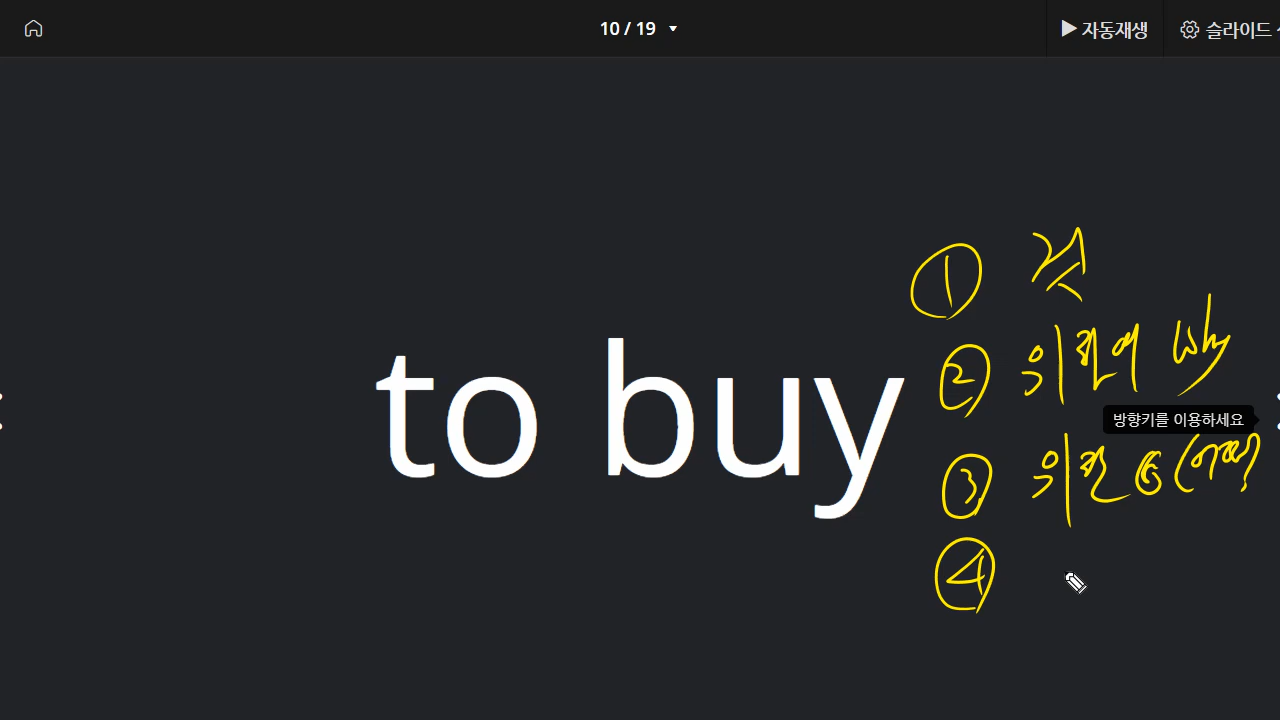 10 / 19
▶ 자동재생
슬라이드
to buy
① 것
② 위하여 why
방향키를 이용하세요
③ 위한 ⓒ
④